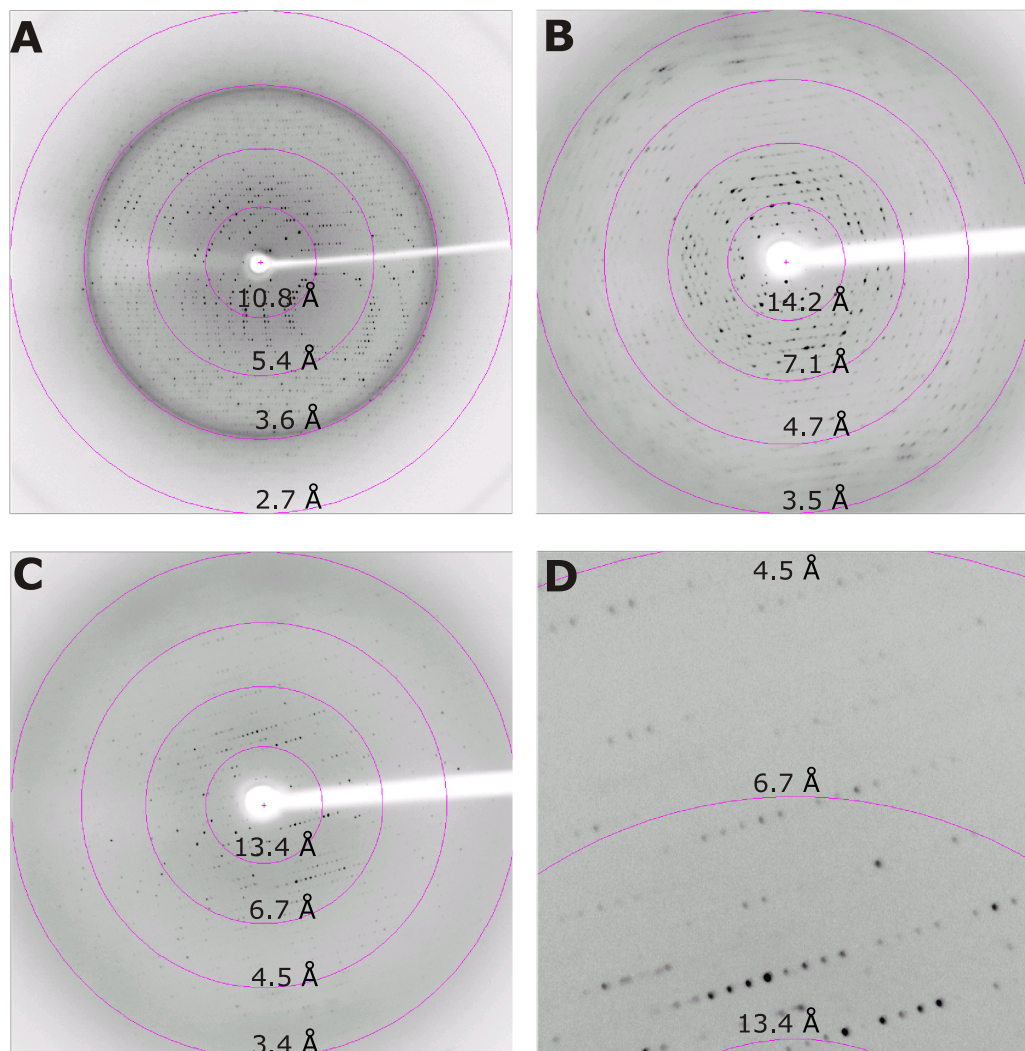 A
10.8 Å
5.4 Å
3.6 Å
2.7 Å
B
14.2 Å
7.1 Å
4.7 Å
3.5 Å
C
13.4 Å
6.7 Å
4.5 Å
3.4 Å
D
4.5 Å
6.7 Å
13.4 Å